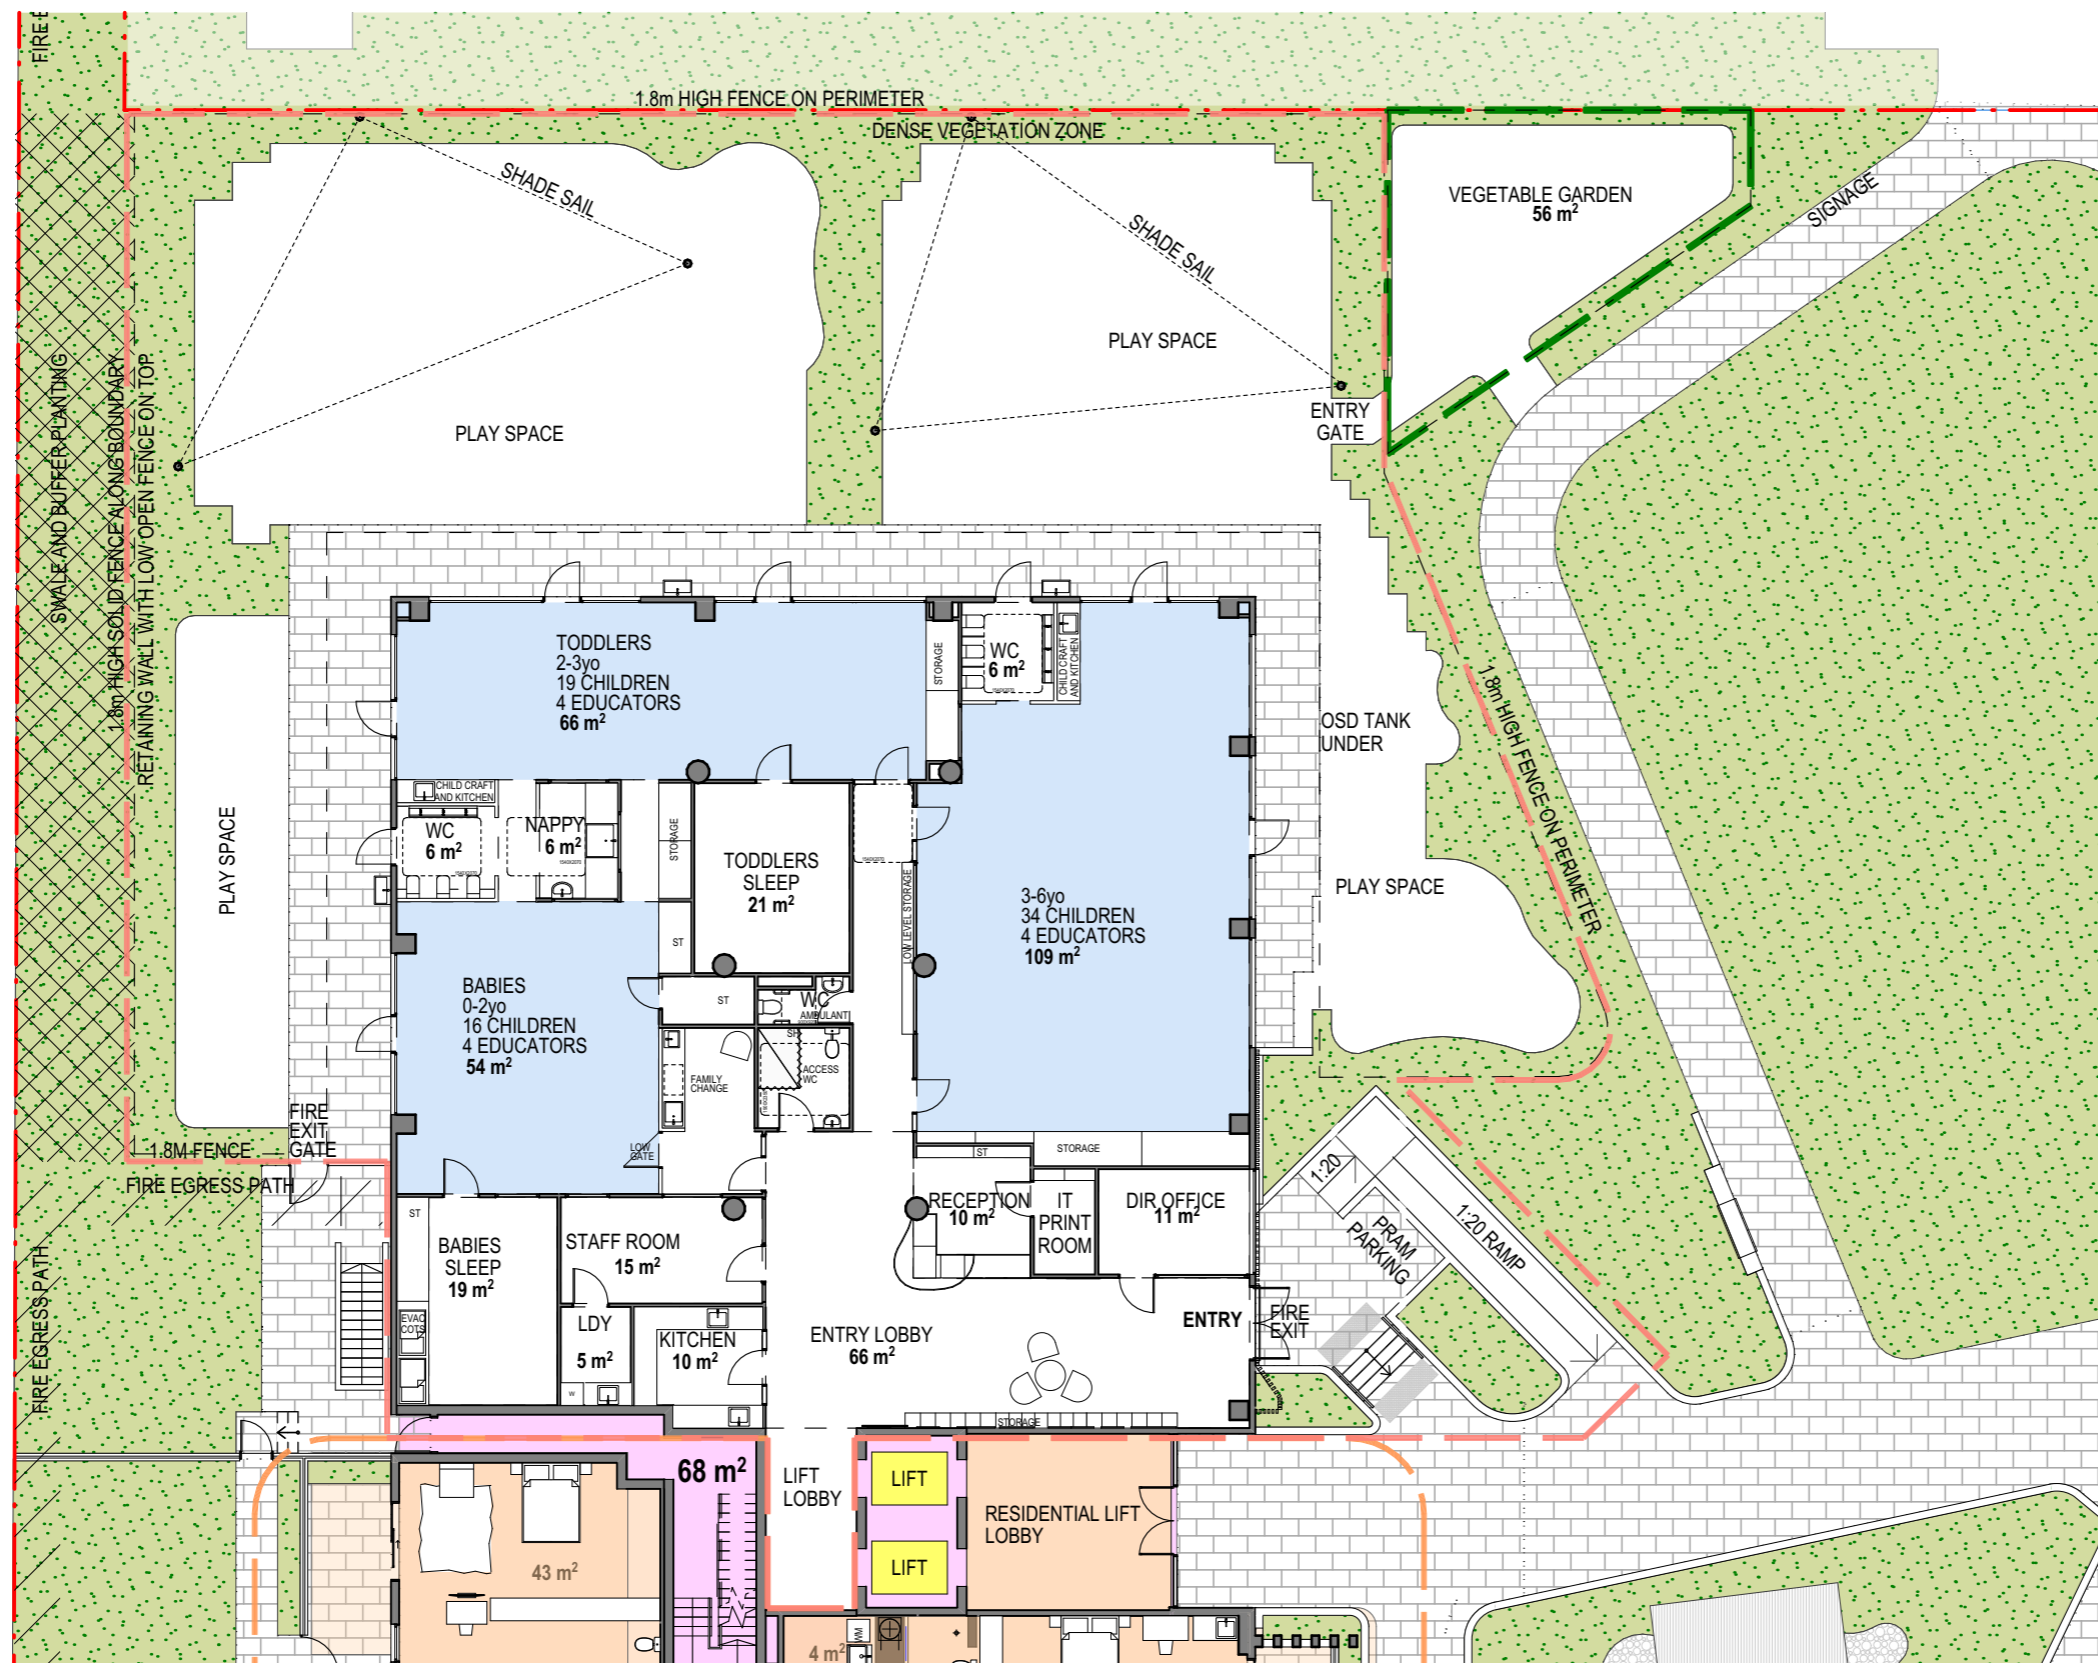 FIRE E
1.8m HIGH FENCE ON PERIMETER
DENSE VEGETATION ZONE
SHADE SAIL
SHADE SAIL
VEGETABLE GARDEN
56 m²
SIGNAGE
PLAY SPACE
PLAY SPACE
ENTRY
GATE
SWALE AND BUFFER PLANTING
1.8m HIGH SOLID FENCE ALONG BOUNDARY
RETAINING WALL WITH LOW OPEN FENCE ON TOP
TODDLERS
2-3yo
19 CHILDREN
4 EDUCATORS
66 m²
STORAGE
WC
6 m²
CHILD CRAFT
AND KITCHEN
1.8m HIGH FENCE ON PERIMETER
OSD TANK
UNDER
CHILD CRAFT
AND KITCHEN
WC
6 m²
NAPPY
6 m²
STORAGE
TODDLERS
SLEEP
21 m²
LOW LEVEL STORAGE
PLAY SPACE
3-6yo
34 CHILDREN
4 EDUCATORS
109 m²
PLAY SPACE
ST
BABIES
0-2yo
16 CHILDREN
4 EDUCATORS
54 m²
ST
WC
AMBULANT
SH
ACCESS
WC
FAMILY
CHANGE
LOW
GATE
FIRE
EXIT
GATE
1.8M FENCE
FIRE EGRESS PATH
FIRE EGRESS PATH
ST
STORAGE
RECEPTION
10 m²
IT
PRINT
ROOM
DIR OFFICE
11 m²
1:20
PRAM
PARKING
1:20 RAMP
ST
BABIES
SLEEP
19 m²
STAFF ROOM
15 m²
EVAC
COTS
LDY
5 m²
W
KITCHEN
10 m²
ENTRY LOBBY
66 m²
ENTRY
FIRE
EXIT
STORAGE
68 m²
LIFT
LOBBY
LIFT
LIFT
RESIDENTIAL LIFT
LOBBY
43 m²
4 m²
WM